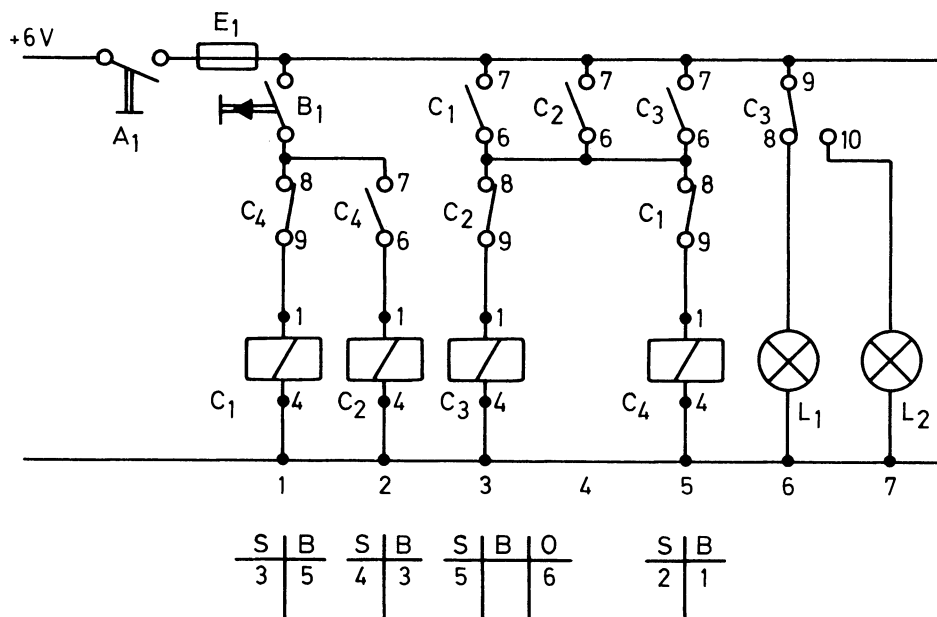 E1
+6V
A1
B1
7 7 7 9
C1 C2 C3 C3
6 6 6 8 10
8 7 8 8
C4 C4 C2 C1
9 6 9 9
1 1 1 1
C1 4 C2 4 C3 4 C4 4 L1 L2
1 2 3 4 5 6 7
S B S B S B O S B
3 5 4 3 5 6 2 1